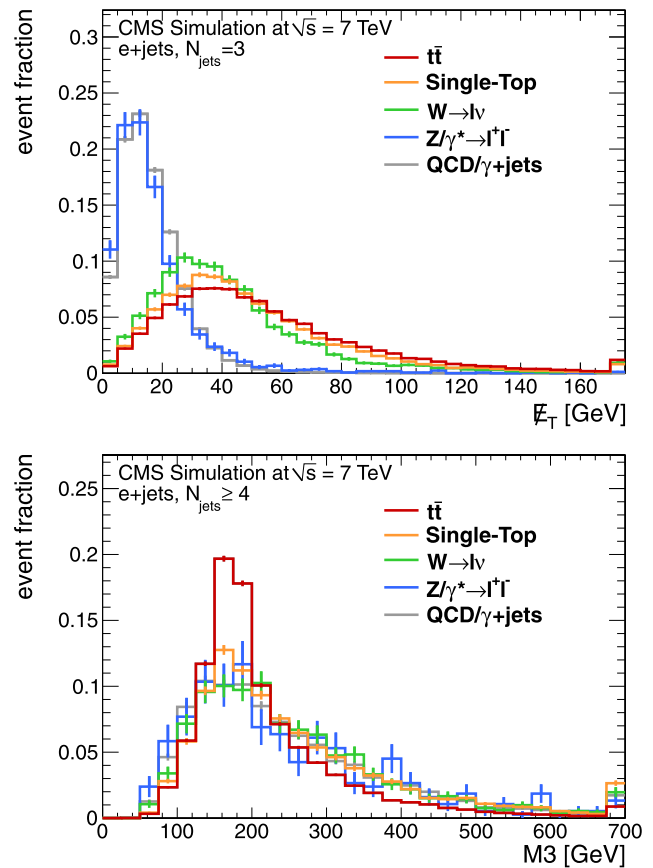 CMS Simulation at √s = 7 TeV
e+jets, N_jets=3
event fraction
0.3
0.25
0.2
0.15
0.1
0.05
0
tt̄
Single-Top
W→lν
Z/γ*→l⁺l⁻
QCD/γ+jets
0 20 40 60 80 100 120 140 160
E̸_T [GeV]
CMS Simulation at √s = 7 TeV
e+jets, N_jets≥ 4
event fraction
0.25
0.2
0.15
0.1
0.05
0
tt̄
Single-Top
W→lν
Z/γ*→l⁺l⁻
QCD/γ+jets
0 100 200 300 400 500 600 700
M3 [GeV]